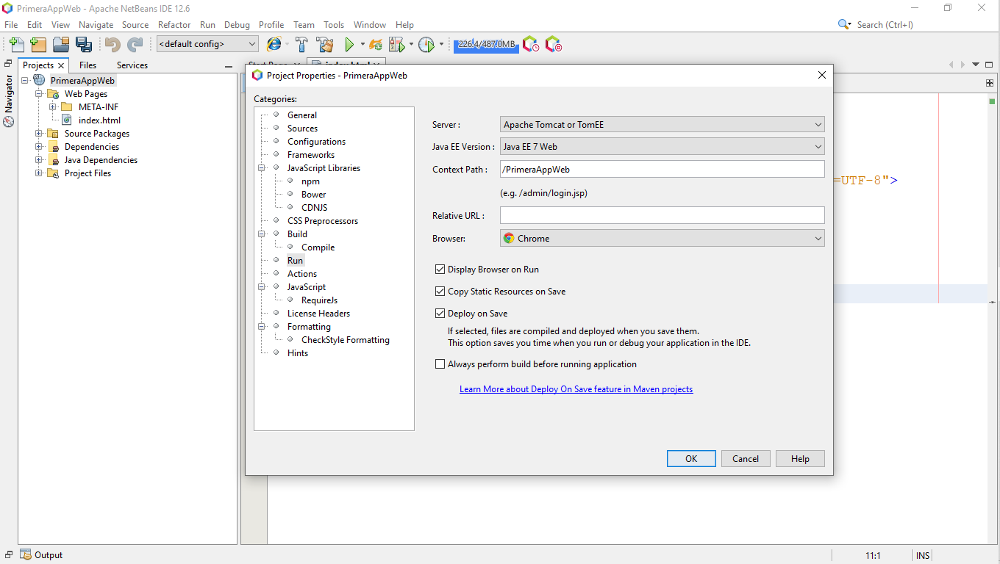 PrimeraAppWeb - Apache NetBeans IDE 12.6
File Edit View Navigate Source Refactor Run Debug Profile Team Tools Window Help
Search (Ctrl+I)
<default config>
226.4/487.0MB
Projects Files Services
Navigator
PrimeraAppWeb
Web Pages
META-INF
index.html
Source Packages
Dependencies
Java Dependencies
Project Files
index.html
=UTF-8">
Project Properties - PrimeraAppWeb
Categories:
General
Sources
Configurations
Frameworks
JavaScript Libraries
npm
Bower
CDNJS
CSS Preprocessors
Build
Compile
Run
Actions
JavaScript
RequireJs
License Headers
Formatting
CheckStyle Formatting
Hints
Server : Apache Tomcat or TomEE
Java EE Version : Java EE 7 Web
Context Path : /PrimeraAppWeb
(e.g. /admin/login.jsp)
Relative URL :
Browser: Chrome
Display Browser on Run
Copy Static Resources on Save
Deploy on Save
If selected, files are compiled and deployed when you save them.
This option saves you time when you run or debug your application in the IDE.
Always perform build before running application
Learn More about Deploy On Save feature in Maven projects
OK Cancel Help
Output
11:1 INS